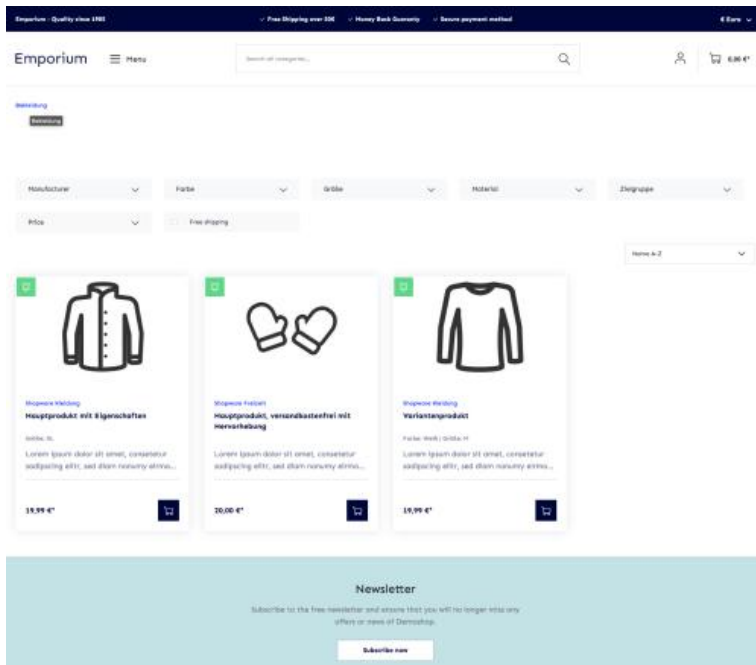 Emporium - Quality since 1985
Free Shipping over 50€
Money Back Guaranty
Secure payment method
€ Euro
Emporium
Menu
Search all categories...
0,00 €*
Bekleidung
Bekleidung
Manufacturer
Farbe
Größe
Material
Zielgruppe
Price
Free shipping
Name A-Z
Shopware Kleidung
Hauptprodukt mit Eigenschaften
Größe: XL
Lorem ipsum dolor sit amet, consetetur
sadipscing elitr, sed diam nonumy eirmo...
19,99 €*
Shopware Freizeit
Hauptprodukt, versandkostenfrei mit
Hervorhebung
Lorem ipsum dolor sit amet, consetetur
sadipscing elitr, sed diam nonumy eirmo...
20,00 €*
Shopware Kleidung
Variantenprodukt
Farbe: Weiß | Größe: M
Lorem ipsum dolor sit amet, consetetur
sadipscing elitr, sed diam nonumy eirmo...
19,99 €*
Newsletter
Subscribe to the free newsletter and ensure that you will no longer miss any
offers or news of Demoshop.
Subscribe now